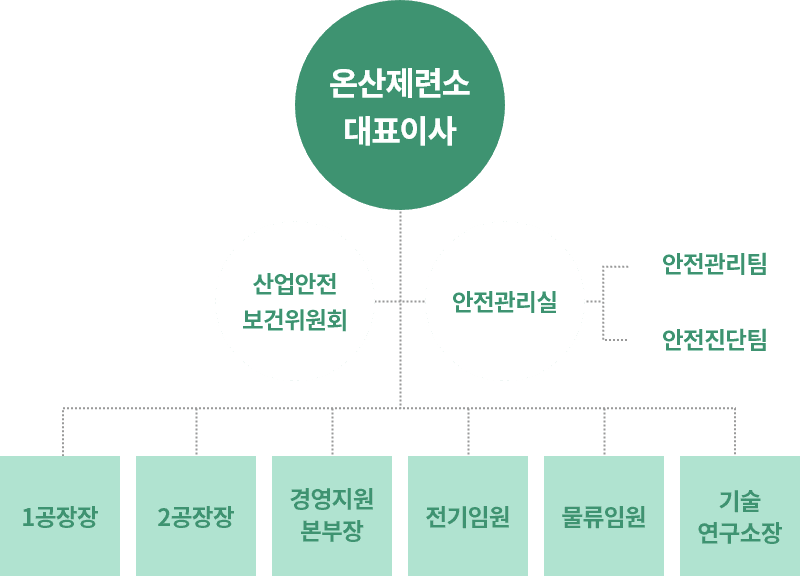 온산제련소
대표이사
산업안전
보건위원회
안전관리실
안전관리팀
안전진단팀
1공장장
2공장장
경영지원
본부장
전기임원
물류임원
기술
연구소장